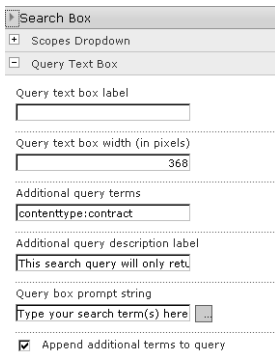 Search Box
Scopes Dropdown
Query Text Box
Query text box label
Query text box width (in pixels)
368
Additional query terms
contenttype:contract
Additional query description label
This search query will only retu
Query box prompt string
Type your search term(s) here
...
Append additional terms to query